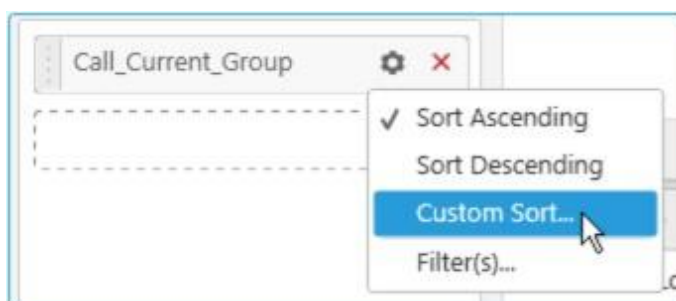 Call_Current_Group
Sort Ascending
Sort Descending
Custom Sort...
Filter(s)...